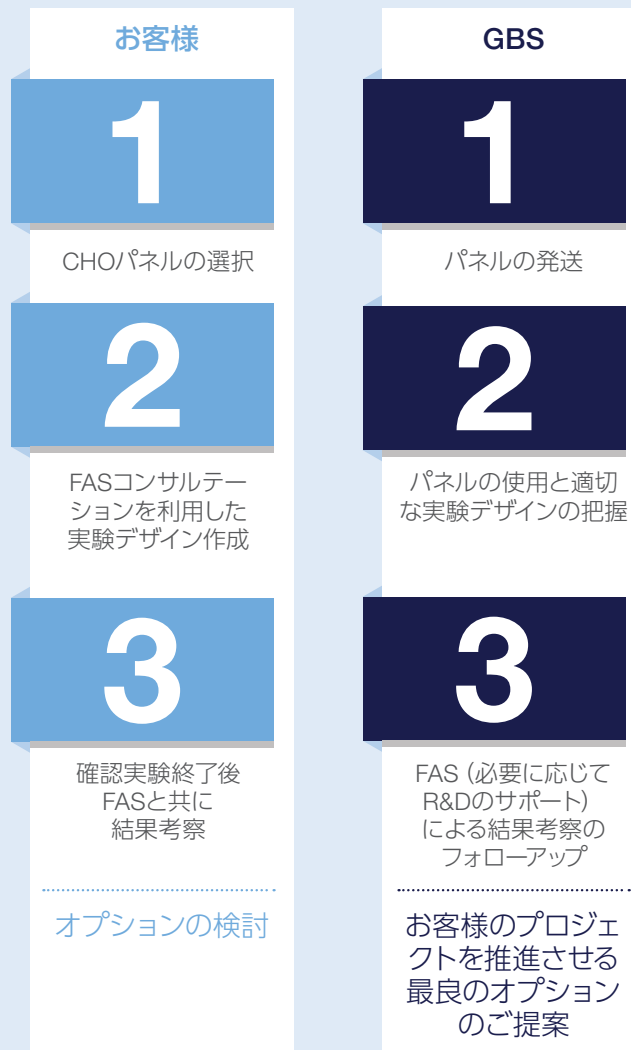 お客様
1
CHOパネルの選択
2
FASコンサルテー
ションを利用した
実験デザイン作成
3
確認実験終了後
FASと共に
結果考察
オプションの検討
GBS
1
パネルの発送
2
パネルの使用と適切
な実験デザインの把握
3
FAS（必要に応じて
R&Dのサポート）
による結果考察の
フォローアップ
お客様のプロジェ
クトを推進させる
最良のオプション
のご提案